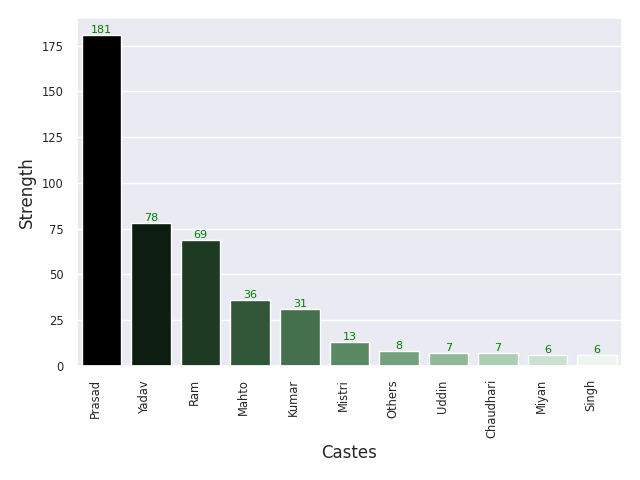 181
175
150
125
100
78
75
69
50
36
31
25
13
8
7
7
6
6
0
Strength
Prasad
Yadav
Ram
Mahto
Kumar
Mistri
Others
Uddin
Chaudhari
Miyan
Singh
Castes